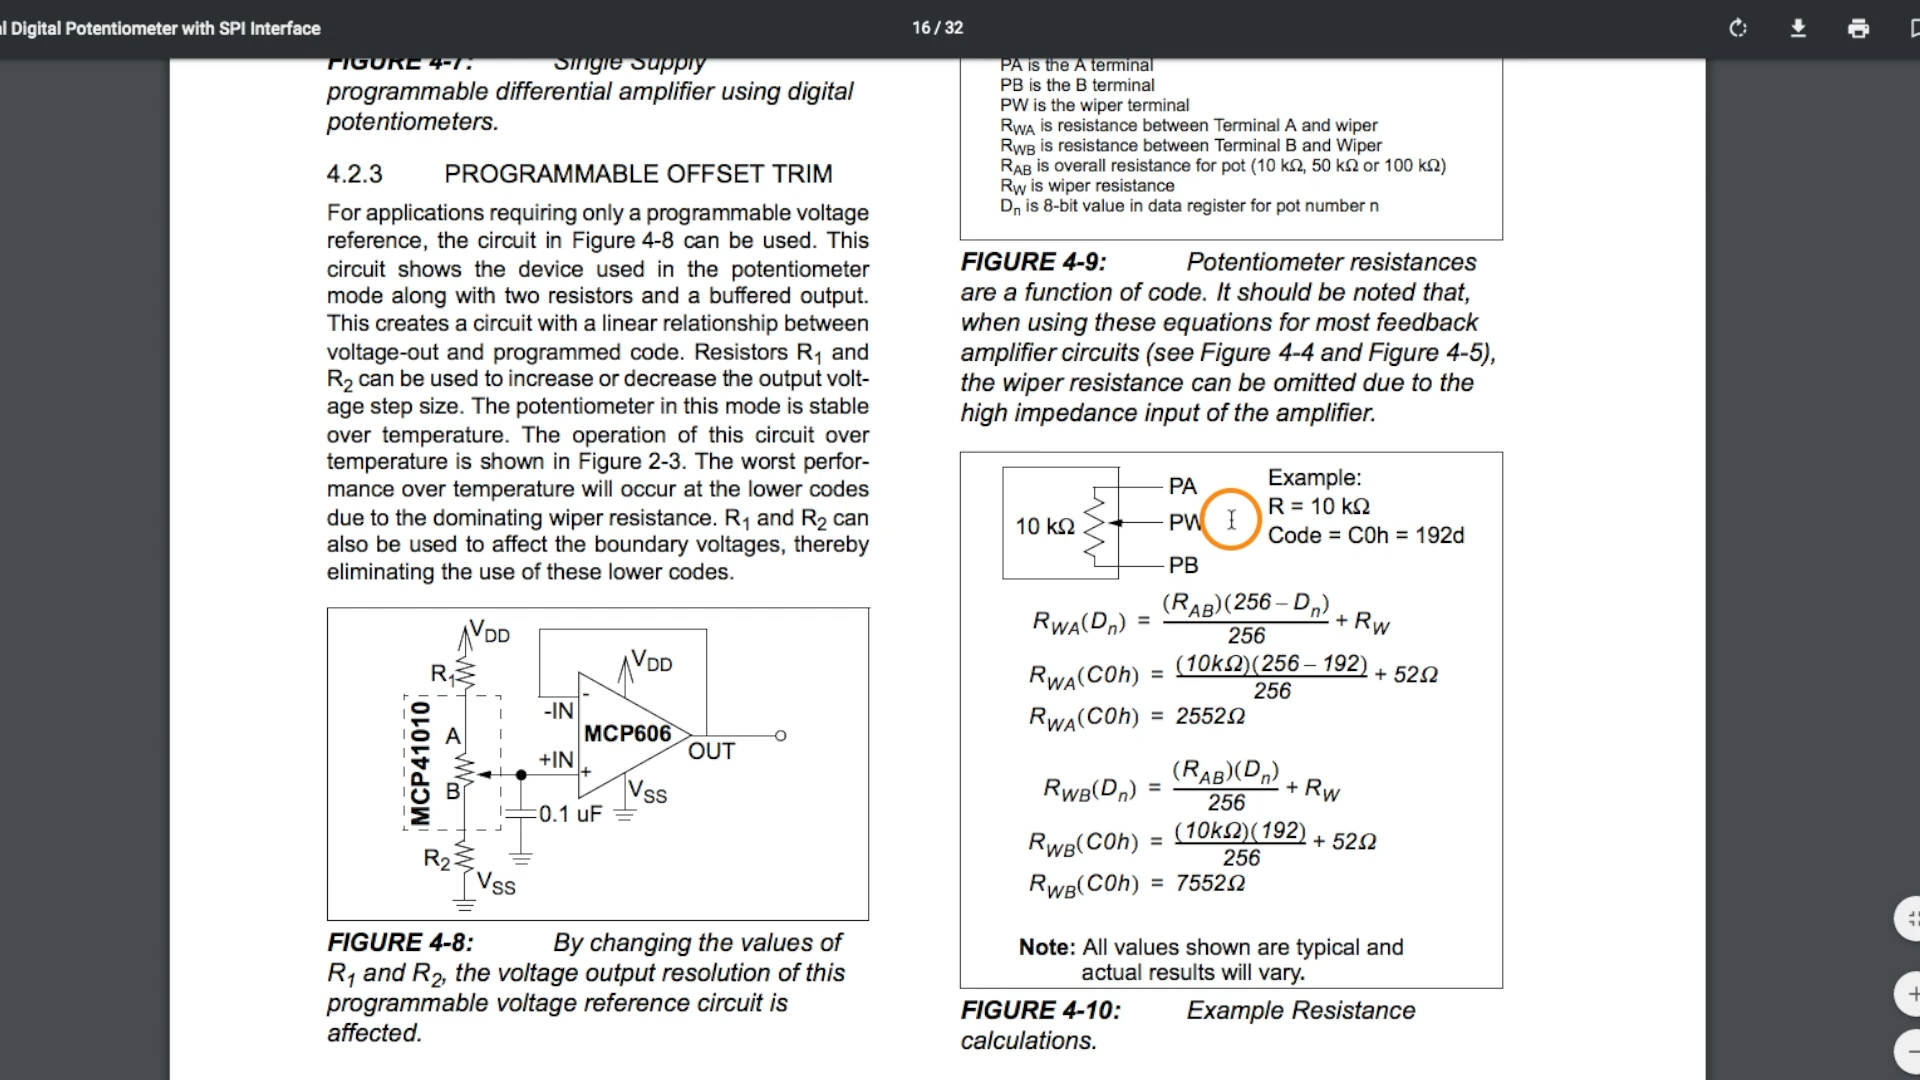 l Digital Potentiometer with SPI Interface
16 / 32
FIGURE 4-7: Single Supply
programmable differential amplifier using digital
potentiometers.
4.2.3 PROGRAMMABLE OFFSET TRIM
For applications requiring only a programmable voltage
reference, the circuit in Figure 4-8 can be used. This
circuit shows the device used in the potentiometer
mode along with two resistors and a buffered output.
This creates a circuit with a linear relationship between
voltage-out and programmed code. Resistors R1 and
R2 can be used to increase or decrease the output volt-
age step size. The potentiometer in this mode is stable
over temperature. The operation of this circuit over
temperature is shown in Figure 2-3. The worst perfor-
mance over temperature will occur at the lower codes
due to the dominating wiper resistance. R1 and R2 can
also be used to affect the boundary voltages, thereby
eliminating the use of these lower codes.
VDD
R1
VDD
MCP41010
A
B
-IN
+IN
-
+
MCP606
OUT
VSS
0.1 uF
R2
VSS
FIGURE 4-8: By changing the values of
R1 and R2, the voltage output resolution of this
programmable voltage reference circuit is
affected.
PA is the A terminal
PB is the B terminal
PW is the wiper terminal
RWA is resistance between Terminal A and wiper
RWB is resistance between Terminal B and Wiper
RAB is overall resistance for pot (10 kΩ, 50 kΩ or 100 kΩ)
RW is wiper resistance
Dn is 8-bit value in data register for pot number n
FIGURE 4-9: Potentiometer resistances
are a function of code. It should be noted that,
when using these equations for most feedback
amplifier circuits (see Figure 4-4 and Figure 4-5),
the wiper resistance can be omitted due to the
high impedance input of the amplifier.
10 kΩ
PA
PW
PB
Example:
R = 10 kΩ
Code = C0h = 192d
RWA(Dn) = (RAB)(256 – Dn) / 256 + RW
RWA(C0h) = (10kΩ)(256 – 192) / 256 + 52Ω
RWA(C0h) = 2552Ω
RWB(Dn) = (RAB)(Dn) / 256 + RW
RWB(C0h) = (10kΩ)(192) / 256 + 52Ω
RWB(C0h) = 7552Ω
Note: All values shown are typical and
actual results will vary.
FIGURE 4-10: Example Resistance
calculations.